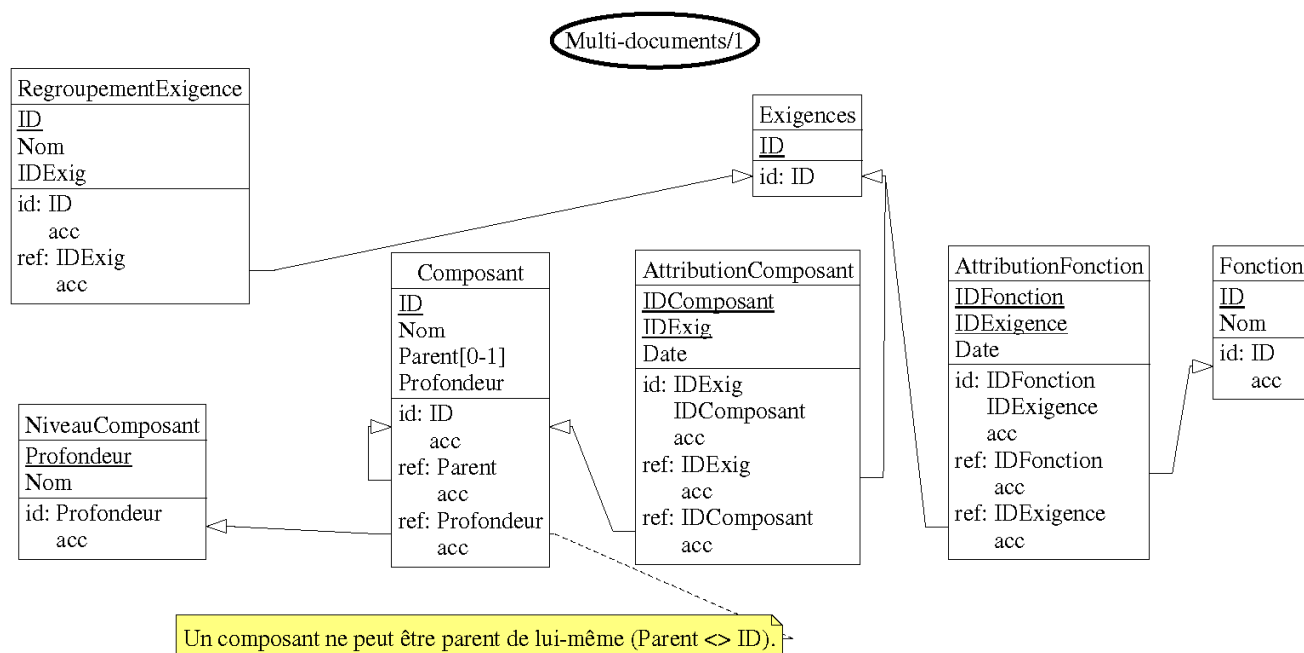 Multi-documents/1
RegroupementExigence
ID
Nom
IDExig
id: ID
acc
ref: IDExig
acc
Exigences
ID
id: ID
Composant
ID
Nom
Parent[0-1]
Profondeur
id: ID
acc
ref: Parent
acc
ref: Profondeur
acc
AttributionComposant
IDComposant
IDExig
Date
id: IDExig
IDComposant
acc
ref: IDExig
acc
ref: IDComposant
acc
AttributionFonction
IDFonction
IDExigence
Date
id: IDFonction
IDExigence
acc
ref: IDFonction
acc
ref: IDExigence
acc
Fonction
ID
Nom
id: ID
acc
NiveauComposant
Profondeur
Nom
id: Profondeur
acc
Un composant ne peut être parent de lui-même (Parent <> ID).